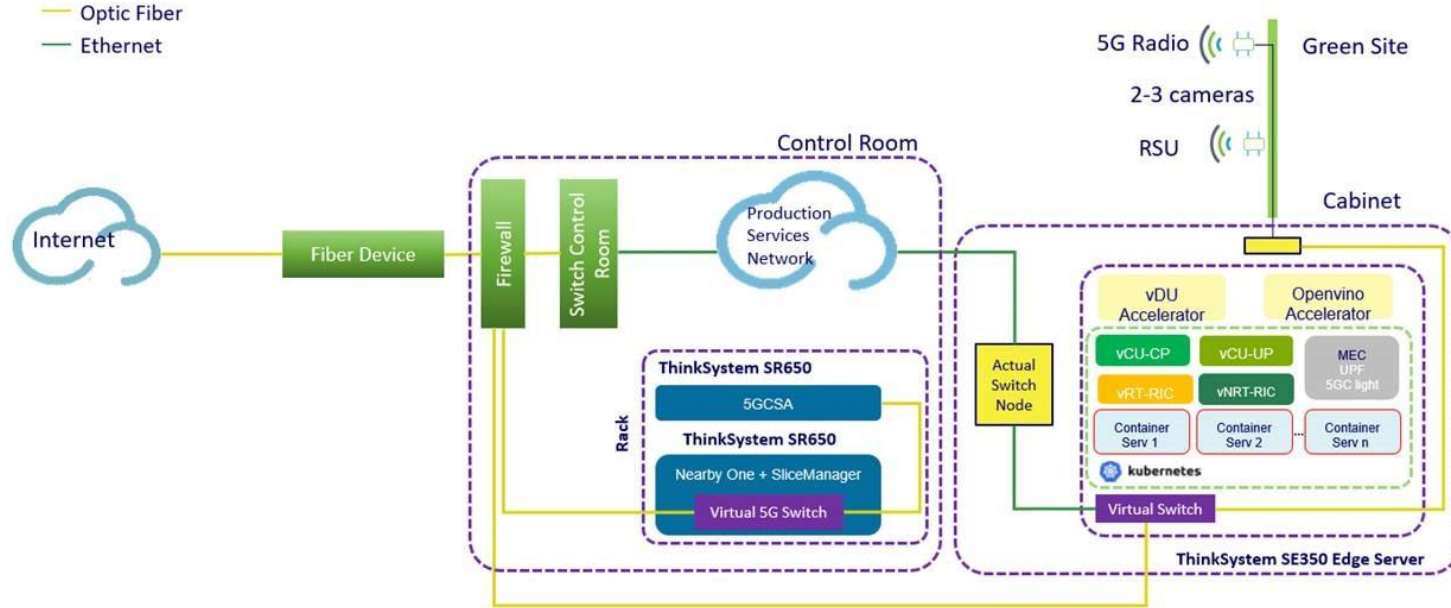 Optic Fiber
Ethernet
5G Radio
Green Site
2-3 cameras
RSU
Control Room
Cabinet
Internet
Fiber Device
Firewall
Switch Control
Room
Production
Services
Network
vDU
Accelerator
Openvino
Accelerator
vCU-CP
vCU-UP
MEC
UPF
5GC light
vRT-RIC
vNRT-RIC
Container
Serv 1
Container
Serv 2
...
Container
Serv n
kubernetes
Actual
Switch
Node
Virtual Switch
ThinkSystem SE350 Edge Server
Rack
ThinkSystem SR650
5GCSA
ThinkSystem SR650
Nearby One + SliceManager
Virtual 5G Switch